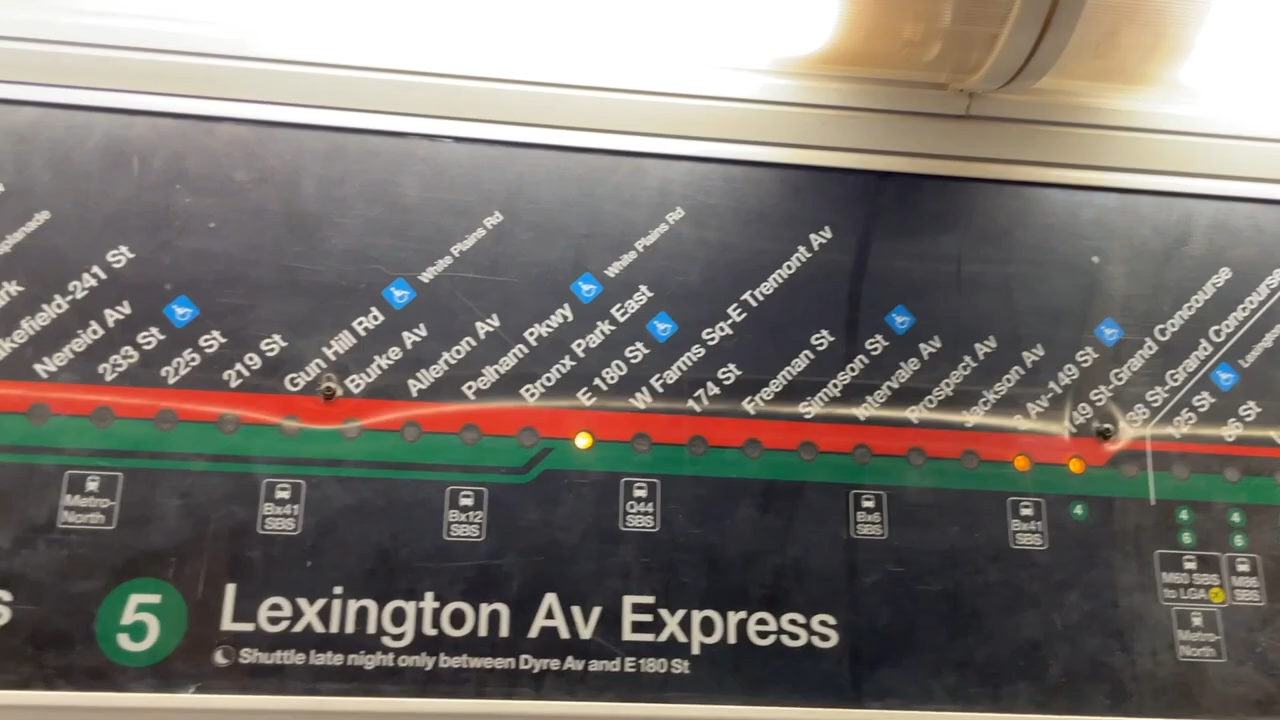 Nereid Av
233 St
225 St
219 St
Gun Hill Rd White Plains Rd
Burke Av
Allerton Av
Pelham Pkwy White Plains Rd
Bronx Park East
E 180 St
W Farms Sq-E Tremont Av
174 St
Freeman St
Simpson St
Intervale Av
Prospect Av
Jackson Av
Av-149 St
149 St-Grand Concourse
St-Grand Concourse
125 St
86 St
Metro-
North
Bx41
SBS
Bx12
SBS
Q44
SBS
Bx6
SBS
Bx41
SBS
4
4
6
4
6
M60 SBS
to LGA
M86
SBS
Metro-
North
5 Lexington Av Express
Shuttle late night only between Dyre Av and E 180 St